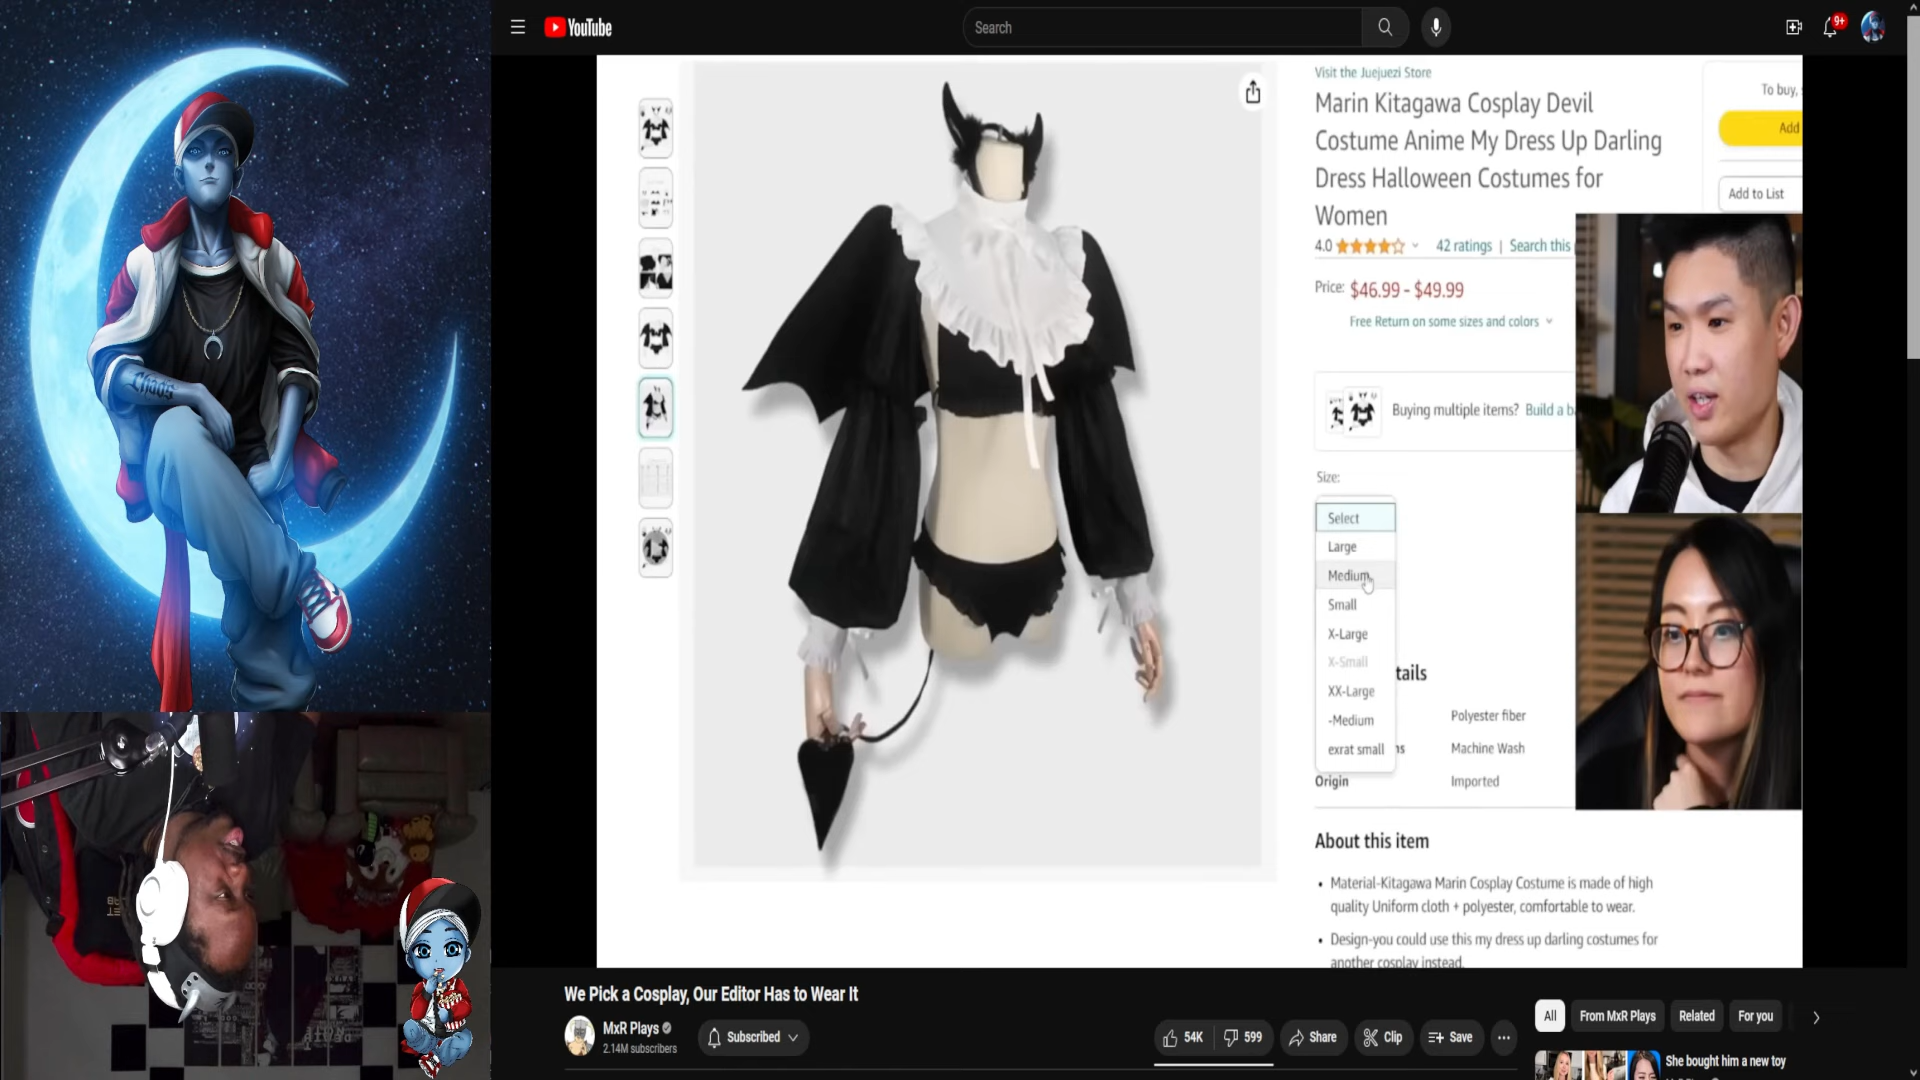 YouTube
Search
9+
Chaos
Visit the Juejuezi Store
Marin Kitagawa Cosplay Devil
Costume Anime My Dress Up Darling
Dress Halloween Costumes for
Women
4.0
42 ratings | Search this
Price: $46.99 - $49.99
Free Return on some sizes and colors
To buy,
Add
Add to List
Buying multiple items? Build a b
Size:
Select
Large
Medium
Small
X-Large
X-Small
XX-Large
-Medium
exrat small
tails
Polyester fiber
ns Machine Wash
Origin Imported
About this item
• Material-Kitagawa Marin Cosplay Costume is made of high
quality Uniform cloth + polyester, comfortable to wear.
• Design-you could use this my dress up darling costumes for
another cosplay instead.
We Pick a Cosplay, Our Editor Has to Wear It
MxR Plays
2.14M subscribers
Subscribed
54K
599
Share
Clip
Save
All
From MxR Plays
Related
For you
She bought him a new toy